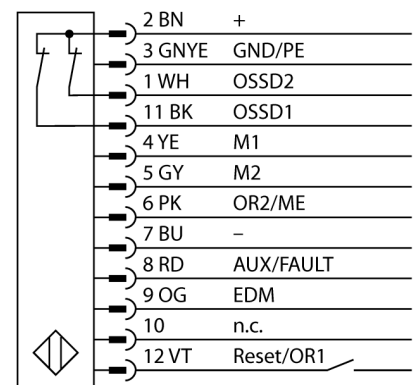 2 BN +
3 GNYE GND/PE
1 WH OSSD2
11 BK OSSD1
4 YE M1
5 GY M2
6 PK OR2/ME
7 BU –
8 RD AUX/FAULT
9 OG EDM
10 n.c.
12 VT Reset/OR1